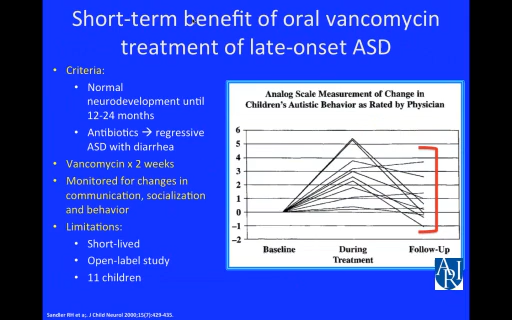 Short-term benefit of oral vancomycin
treatment of late-onset ASD
• Criteria:
• Normal
neurodevelopment until
12-24 months
• Antibiotics → regressive
ASD with diarrhea
• Vancomycin x 2 weeks
• Monitored for changes in
communication, socialization
and behavior
• Limitations:
• Short-lived
• Open-label study
• 11 children
Analog Scale Measurement of Change in
Children's Autistic Behavior as Rated by Physician
6
5
4
3
2
1
0
−1
−2
Baseline
During
Treatment
Follow-Up
Sandler RH et a;. J Child Neurol 2000;15(7):429-435.